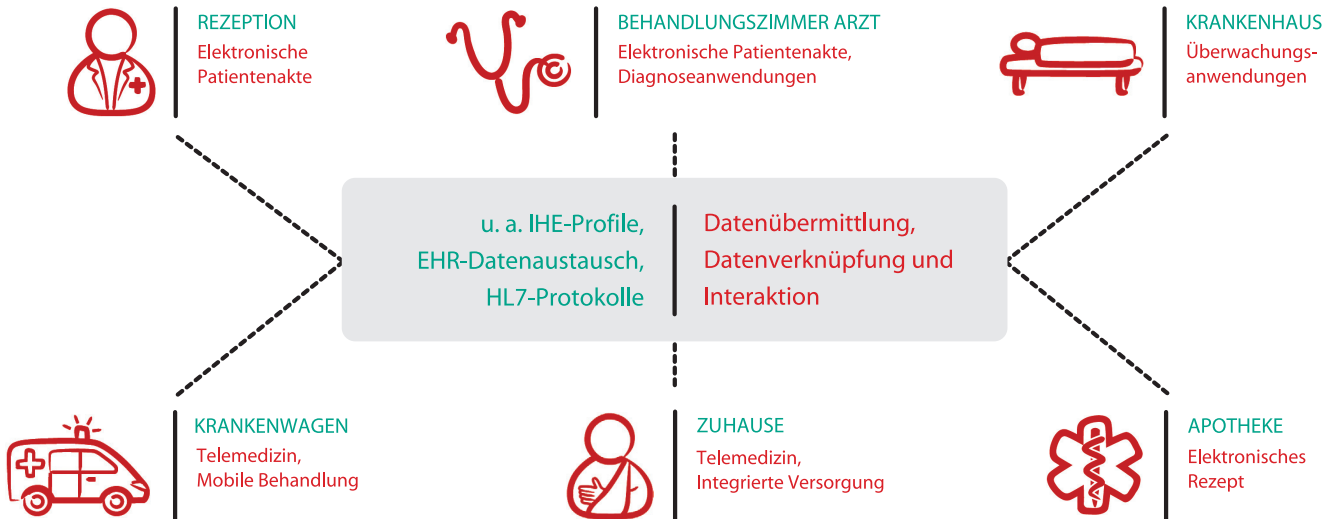 REZEPTION
Elektronische
Patientenakte
BEHANDLUNGSZIMMER ARZT
Elektronische Patientenakte,
Diagnoseanwendungen
KRANKENHAUS
Überwachungs-
anwendungen
u. a. IHE-Profile,
EHR-Datenaustausch,
HL7-Protokolle
Datenübermittlung,
Datenverknüpfung und
Interaktion
KRANKENWAGEN
Telemedizin,
Mobile Behandlung
ZUHAUSE
Telemedizin,
Integrierte Versorgung
APOTHEKE
Elektronisches
Rezept